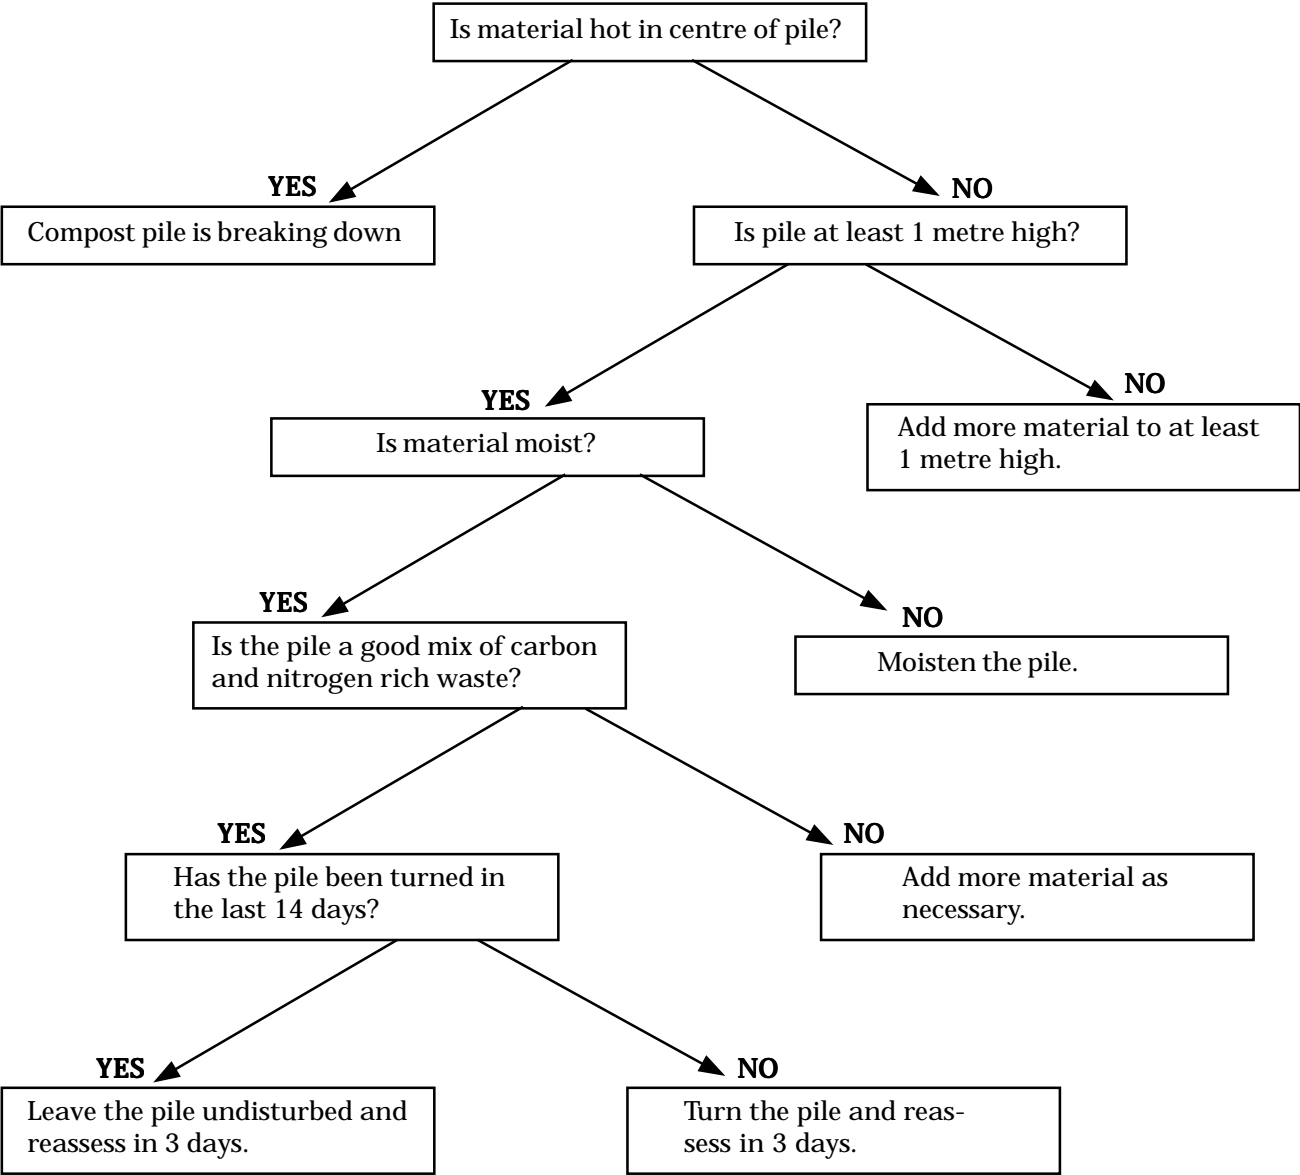 Is material hot in centre of pile?
YES
NO
Compost pile is breaking down
Is pile at least 1 metre high?
YES
NO
Is material moist?
Add more material to at least
1 metre high.
YES
NO
Is the pile a good mix of carbon
and nitrogen rich waste?
Moisten the pile.
YES
NO
Has the pile been turned in
the last 14 days?
Add more material as
necessary.
YES
NO
Leave the pile undisturbed and
reassess in 3 days.
Turn the pile and reas-
sess in 3 days.